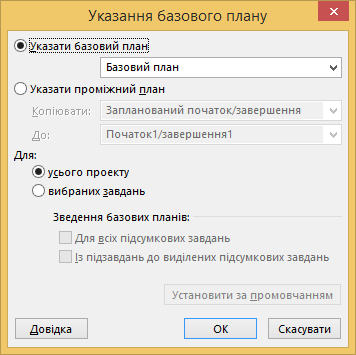 Указання базового плану
Указати базовий план
Базовий план
Указати проміжний план
Копіювати: Запланований початок/завершення
До: Початок1/завершення1
Для:
усього проекту
вибраних завдань
Зведення базових планів:
Для всіх підсумкових завдань
Із підзавдань до виділених підсумкових завдань
Установити за промовчанням
Довідка ОК Скасувати